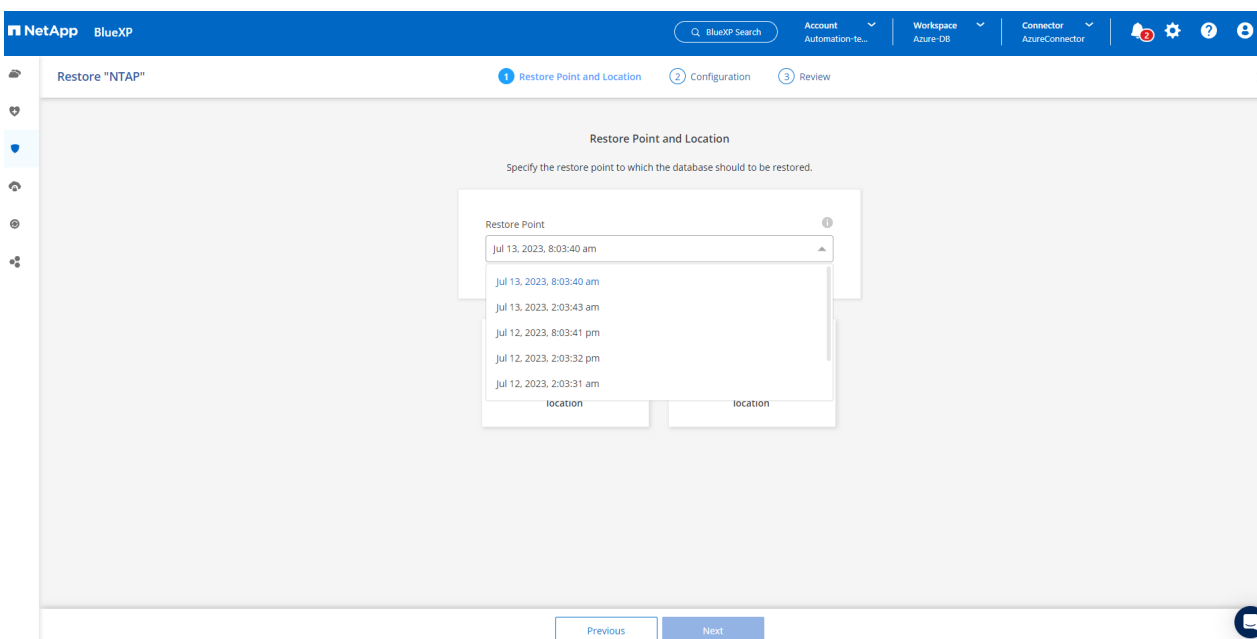 NetApp BlueXP
BlueXP Search
Account
Automation-te...
Workspace
Azure-DB
Connector
AzureConnector
2
Restore "NTAP"
1 Restore Point and Location
2 Configuration
3 Review
Restore Point and Location
Specify the restore point to which the database should to be restored.
Restore Point
Jul 13, 2023, 8:03:40 am
Jul 13, 2023, 8:03:40 am
Jul 13, 2023, 2:03:43 am
Jul 12, 2023, 8:03:41 pm
Jul 12, 2023, 2:03:32 pm
Jul 12, 2023, 2:03:31 am
location
location
Previous
Next